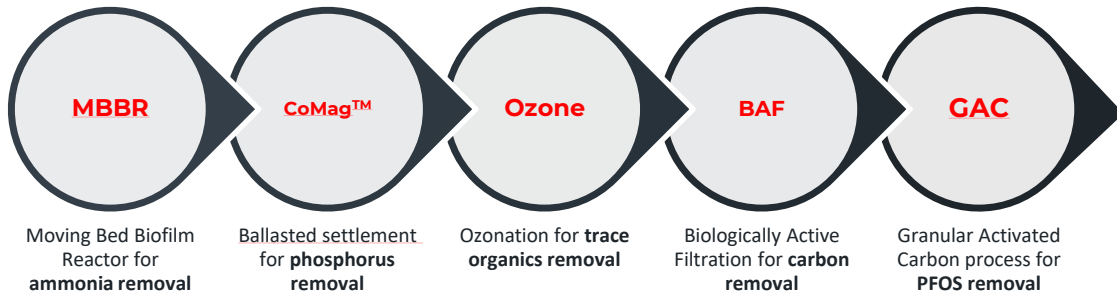 MBBR
CoMag™
Ozone
BAF
GAC
Moving Bed Biofilm
Reactor for
ammonia removal
Ballasted settlement
for phosphorus
removal
Ozonation for trace
organics removal
Biologically Active
Filtration for carbon
removal
Granular Activated
Carbon process for
PFOS removal